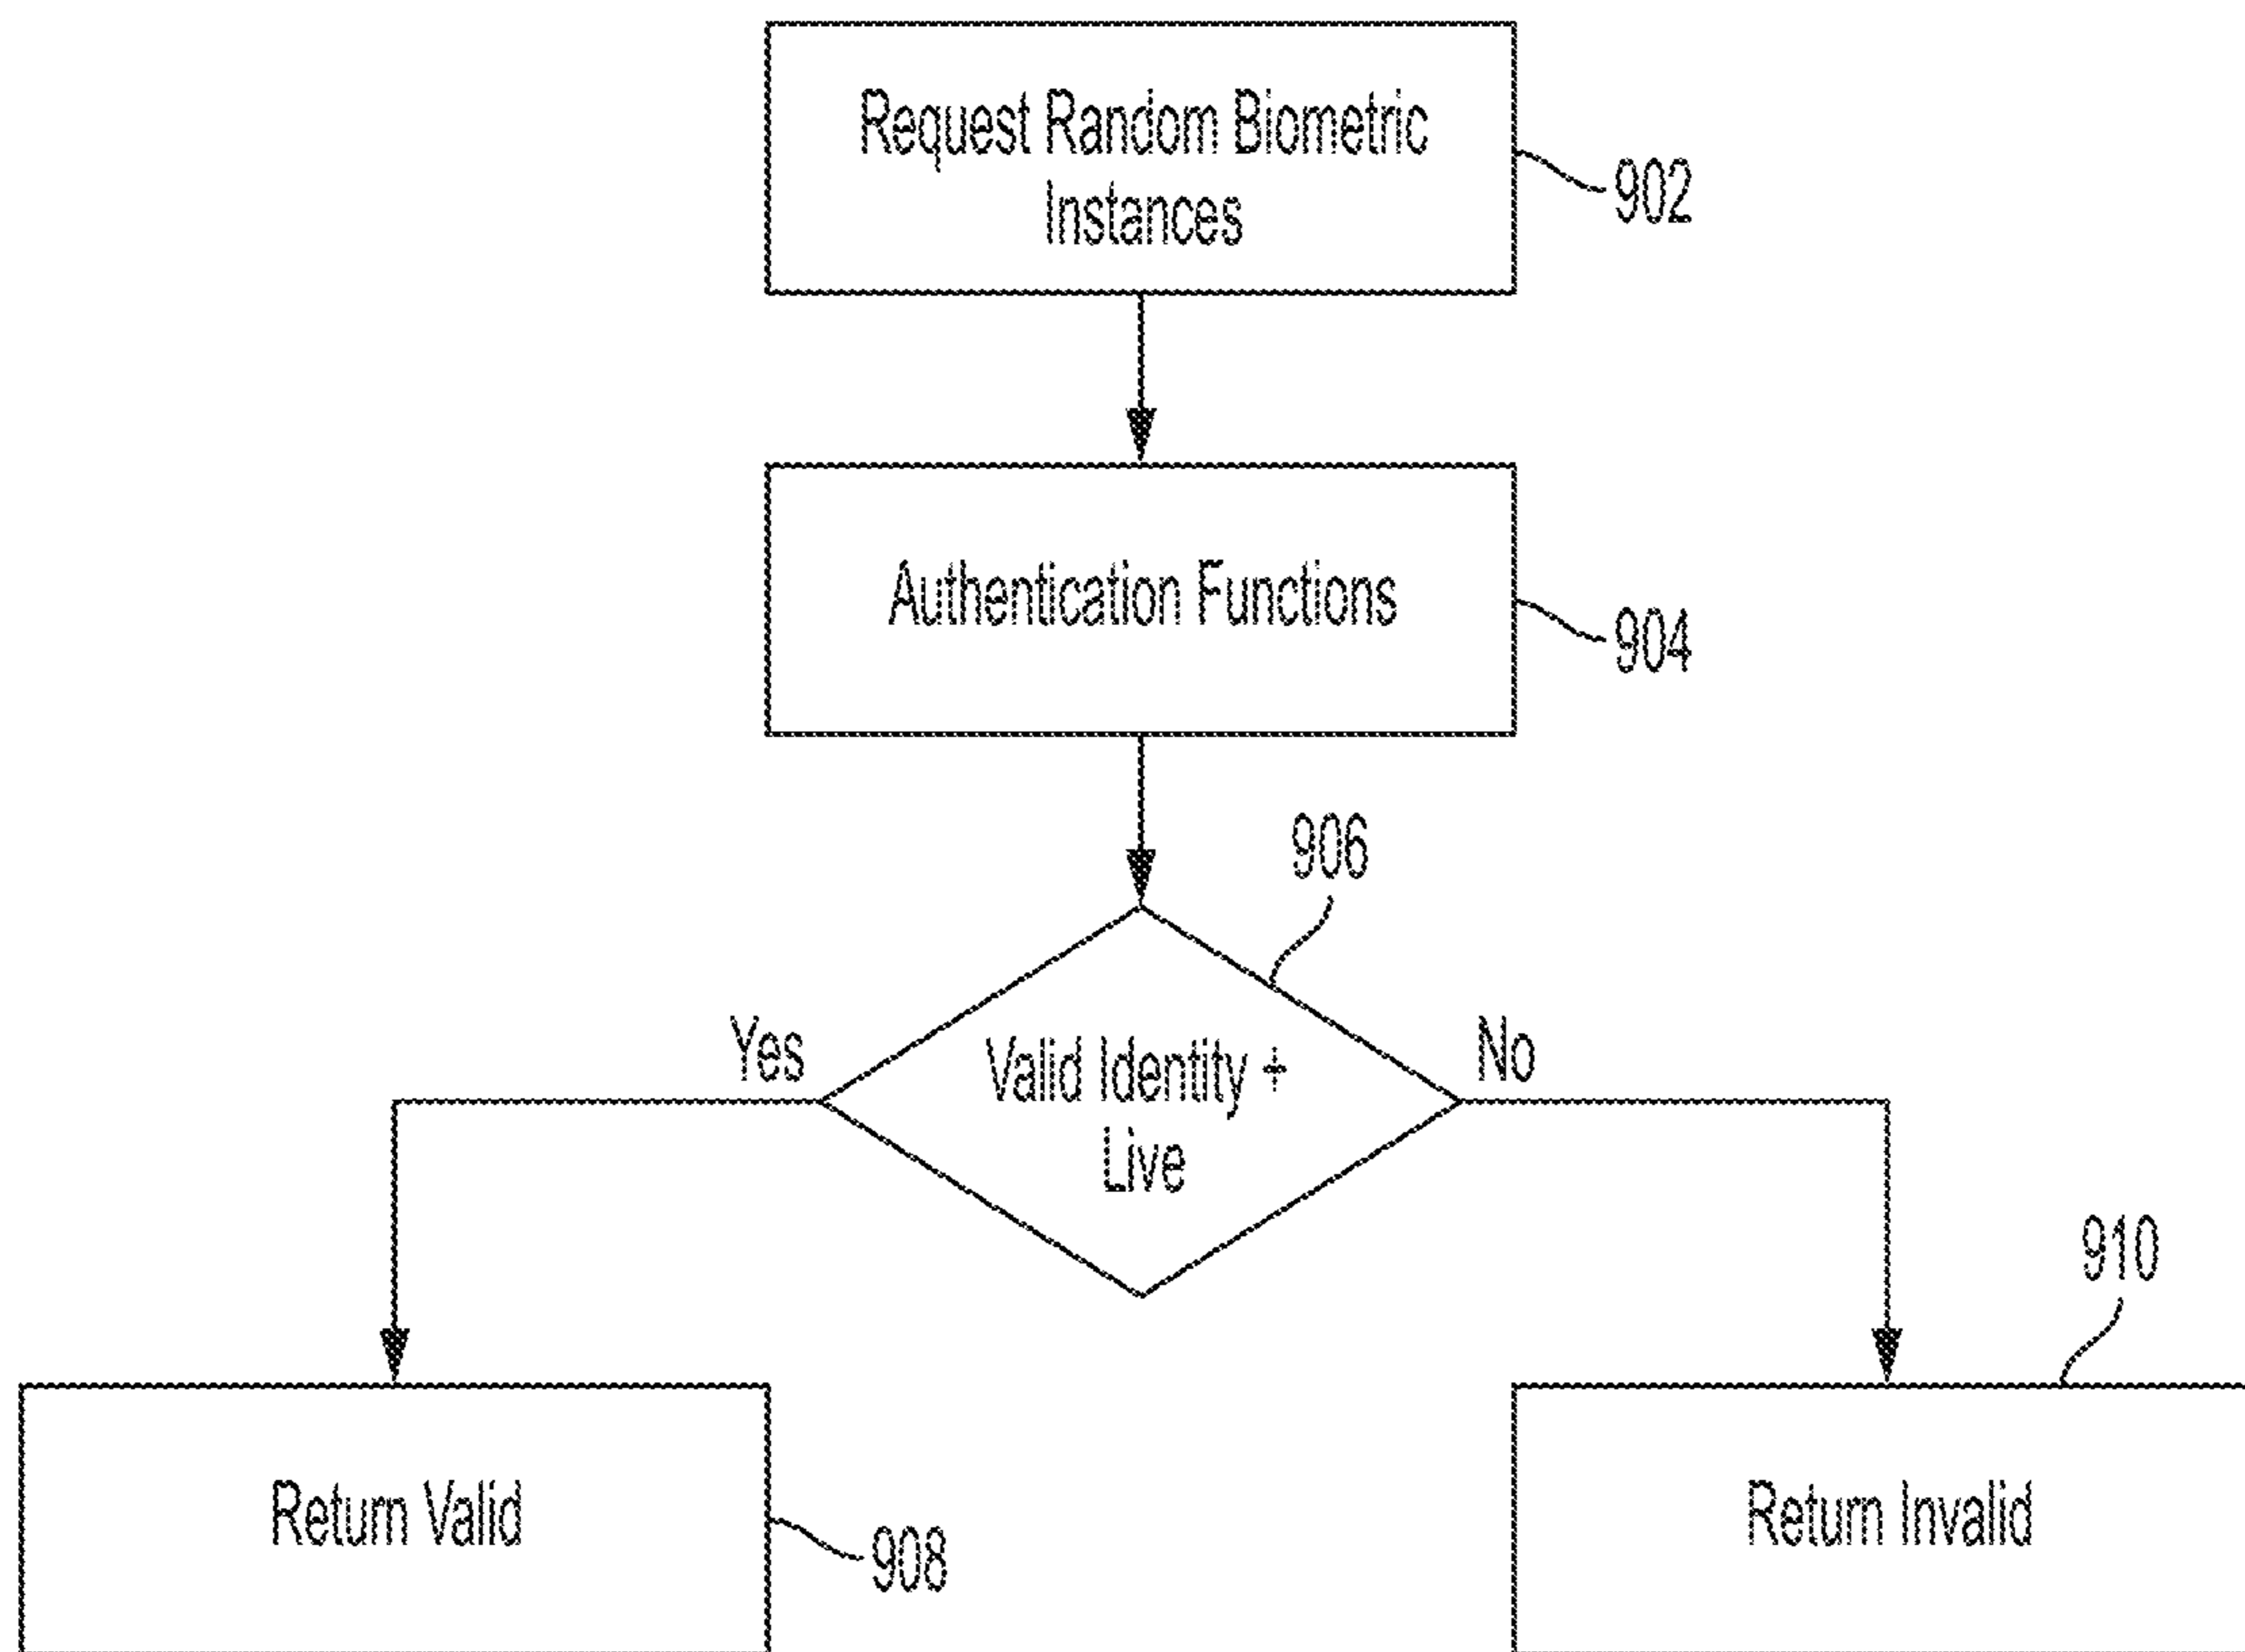 Request Random Biometric
Instances
902
Authentication Functions
904
906
Yes
No
Valid Identity +
Live
910
Return Valid
908
Return Invalid